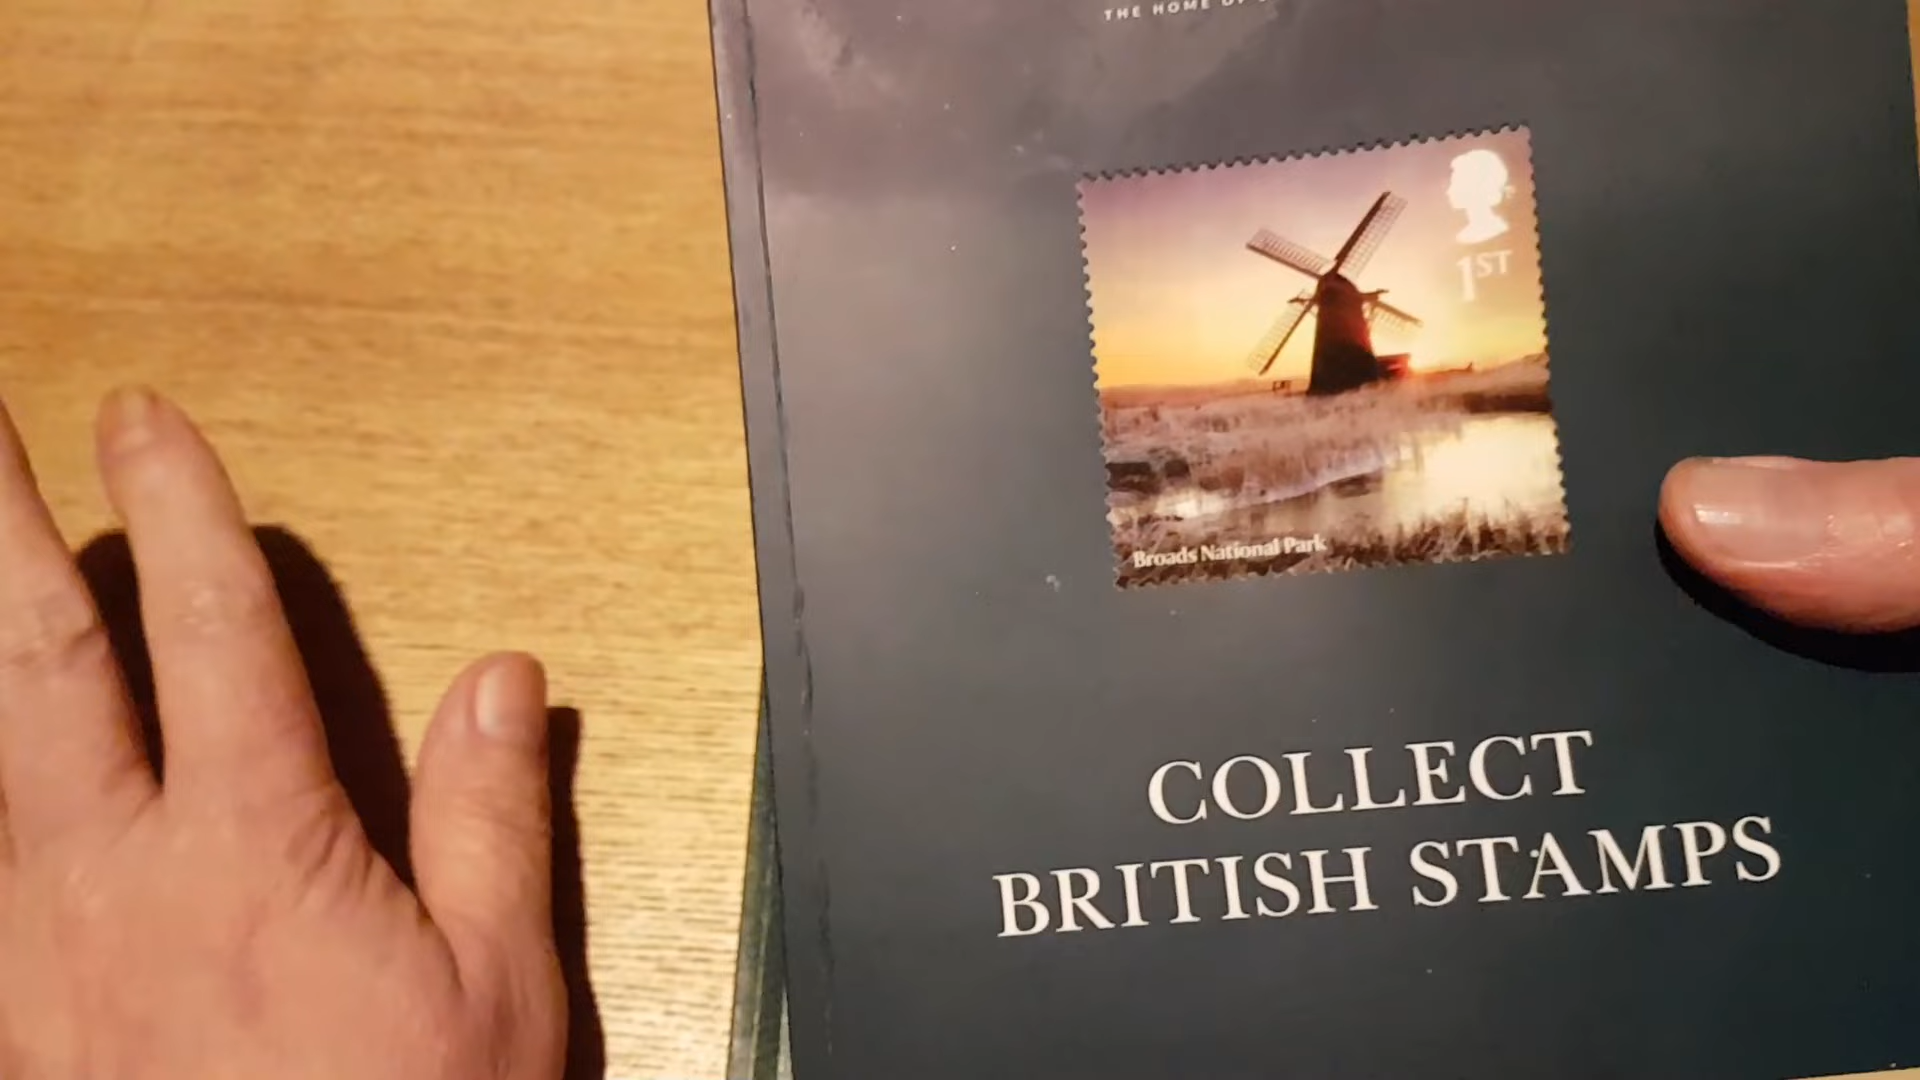 THE HOME OF
1ST
Broads National Park
COLLECT
BRITISH STAMPS